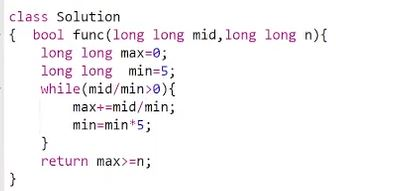 class Solution
{  bool func(long long mid,long long n){
    long long max=0;
    long long  min=5;
    while(mid/min>0){
        max+=mid/min;
        min=min*5;
    }
    return max>=n;
}